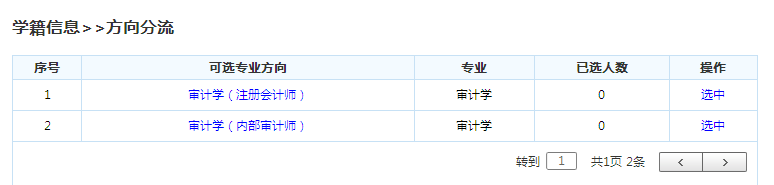 学籍信息>>方向分流
序号 可选专业方向 专业 已选人数 操作
1 审计学（注册会计师） 审计学 0 选中
2 审计学（内部审计师） 审计学 0 选中
转到 1 共1页 2条 < >